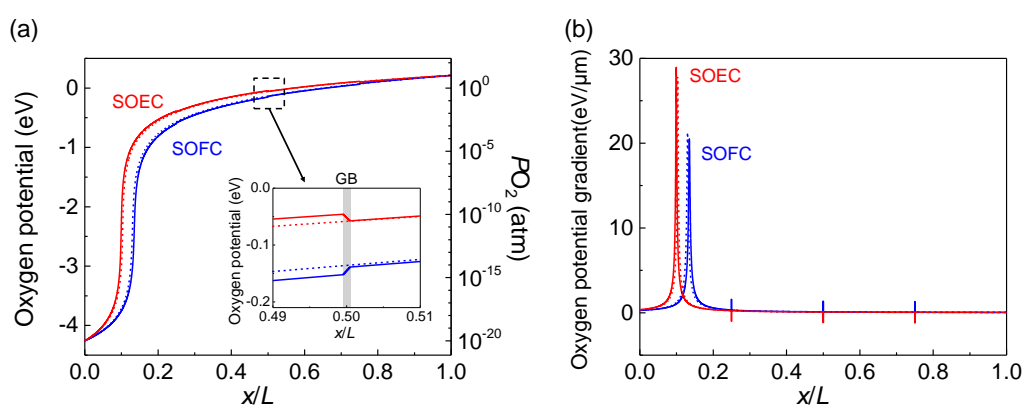 (a)
Oxygen potential (eV)
0
-1
-2
-3
-4
SOEC
SOFC
GB
Oxygen potential (eV)
0.0
-0.1
-0.2
0.49 0.50 0.51
x/L
10⁰
10⁻⁵
10⁻¹⁰
10⁻¹⁵
10⁻²⁰
PO₂ (atm)
0.0 0.2 0.4 0.6 0.8 1.0
x/L
(b)
Oxygen potential gradient(eV/μm)
30
20
10
0
-10
SOEC
SOFC
0.0 0.2 0.4 0.6 0.8 1.0
x/L